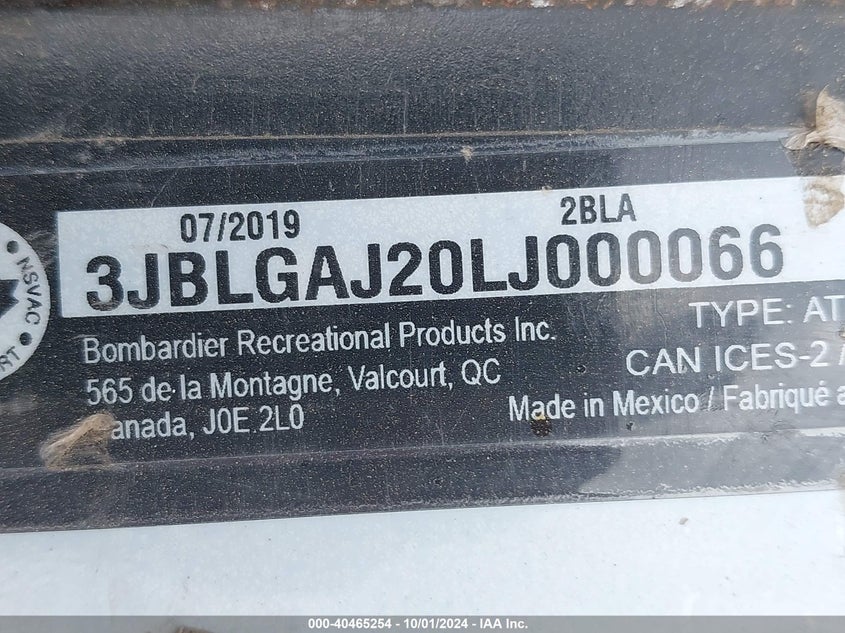 07/2019 2BLA
3JBLGAJ20LJ000066
NSVAC
Bombardier Recreational Products Inc.
565 de la Montagne, Valcourt, QC
anada, J0E 2L0
TYPE: AT
CAN ICES-2 /
Made in Mexico / Fabriqué a
000-40465254 - 10/01/2024 - IAA Inc.